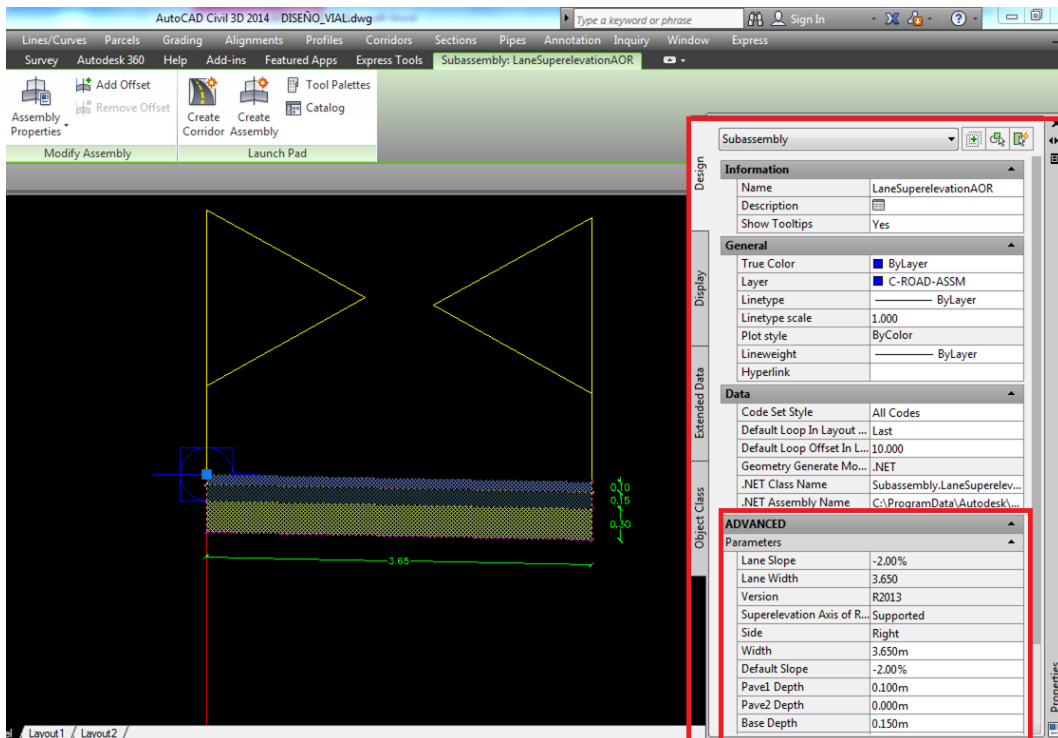 AutoCAD Civil 3D 2014 DISEÑO_VIAL.dwg
Type a keyword or phrase
Sign In
Lines/Curves Parcels Grading Alignments Profiles Corridors Sections Pipes Annotation Inquiry Window Express
Survey Autodesk 360 Help Add-ins Featured Apps Express Tools Subassembly: LaneSuperelevationAOR
Assembly Properties
Add Offset
Remove Offset
Modify Assembly
Create Corridor
Create Assembly
Tool Palettes
Catalog
Launch Pad
0.10
0.15
0.30
3.65
Layout1 / Layout2 /
Subassembly
Design
Display
Extended Data
Object Class
Information
Name LaneSuperelevationAOR
Description
Show Tooltips Yes
General
True Color ByLayer
Layer C-ROAD-ASSM
Linetype ByLayer
Linetype scale 1.000
Plot style ByColor
Lineweight ByLayer
Hyperlink
Data
Code Set Style All Codes
Default Loop In Layout ... Last
Default Loop Offset In L... 10.000
Geometry Generate Mo... .NET
.NET Class Name Subassembly.LaneSuperelev...
.NET Assembly Name C:\ProgramData\Autodesk\...
ADVANCED
Parameters
Lane Slope -2.00%
Lane Width 3.650
Version R2013
Superelevation Axis of R... Supported
Side Right
Width 3.650m
Default Slope -2.00%
Pave1 Depth 0.100m
Pave2 Depth 0.000m
Base Depth 0.150m
Properties